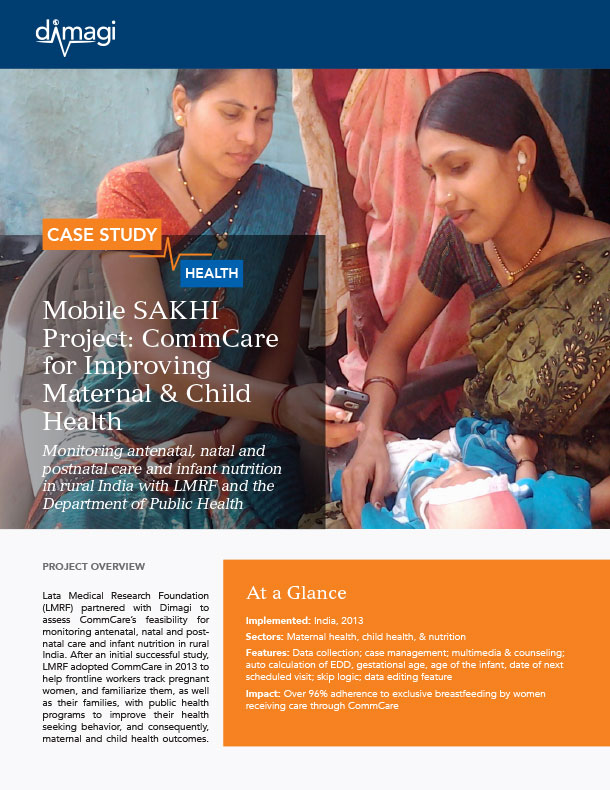 dimagi
CASE STUDY
HEALTH
Mobile SAKHI
Project: CommCare
for Improving
Maternal & Child
Health
Monitoring antenatal, natal and
postnatal care and infant nutrition
in rural India with LMRF and the
Department of Public Health
PROJECT OVERVIEW
Lata Medical Research Foundation
(LMRF) partnered with Dimagi to
assess CommCare's feasibility for
monitoring antenatal, natal and post-
natal care and infant nutrition in rural
India. After an initial successful study,
LMRF adopted CommCare in 2013 to
help frontline workers track pregnant
women, and familiarize them, as well
as their families, with public health
programs to improve their health
seeking behavior, and consequently,
maternal and child health outcomes.
At a Glance
Implemented: India, 2013
Sectors: Maternal health, child health, & nutrition
Features: Data collection; case management; multimedia & counseling;
auto calculation of EDD, gestational age, age of the infant, date of next
scheduled visit; skip logic; data editing feature
Impact: Over 96% adherence to exclusive breastfeeding by women
receiving care through CommCare